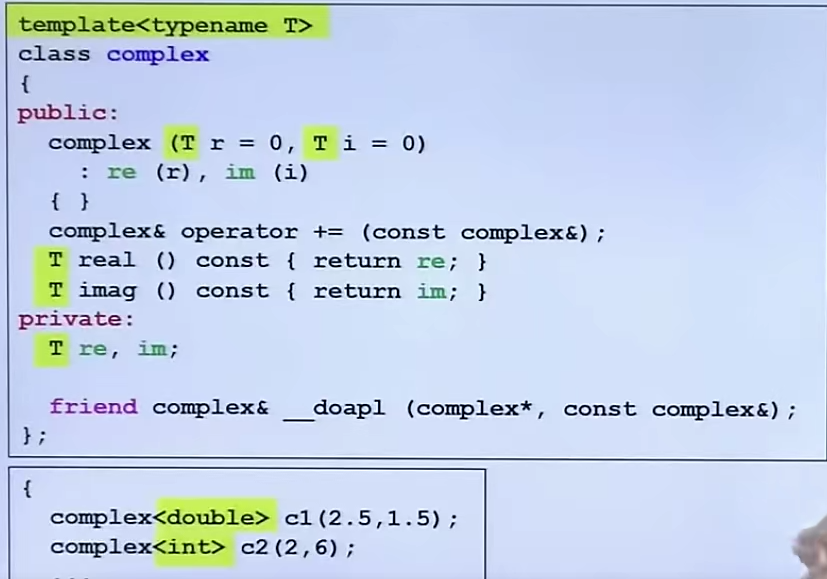 template<typename T>
class complex
{
public:
complex (T r = 0, T i = 0)
: re (r), im (i)
{ }
complex& operator += (const complex&);
T real () const { return re; }
T imag () const { return im; }
private:
T re, im;
friend complex& __doapl (complex*, const complex&);
};
{
complex<double> c1(2.5,1.5);
complex<int> c2(2,6);
...